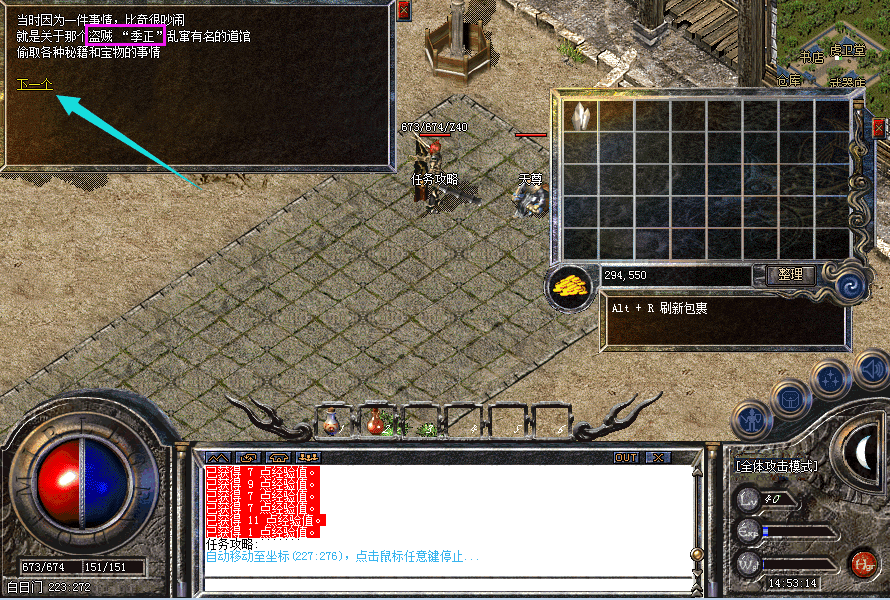 当时因为一件事情，比奇很吵闹
就是关于那个盗贼 “季正” 乱窜有名的道馆
偷取各种秘籍和宝物的事情
下一个
673/674/Z40
任务攻略
天尊
书店
虎卫堂
仓库
武器店
294,550
整理
Alt + R 刷新包裹
OUT
已获得 7 点经验值。
已获得 9 点经验值。
已获得 7 点经验值。
已获得 7 点经验值。
已获得 11 点经验值。
已获得 1 点经验值。
任务攻略:
自动移动至坐标(227:276)，点击鼠标任意键停止...
[全体攻击模式]
Lv 40
Exp
Wt
Hgr
673/674 151/151
白日门 223:272
14:53:14